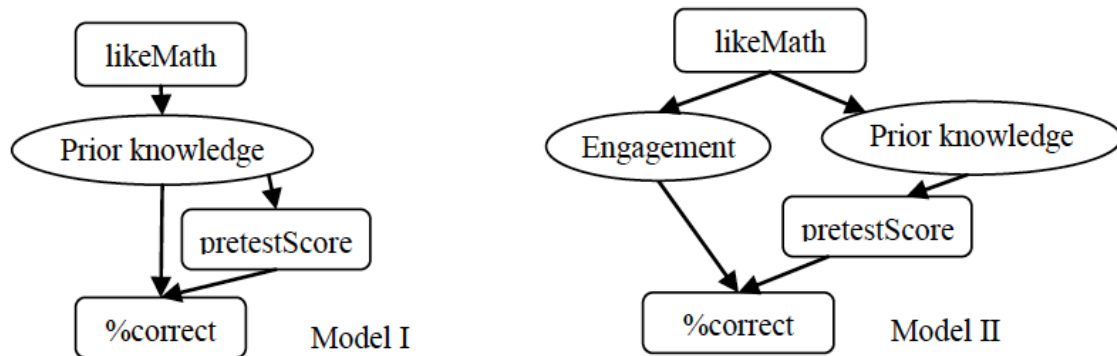 likeMath
Prior knowledge
pretestScore
%correct
Model I
likeMath
Engagement
Prior knowledge
pretestScore
%correct
Model II